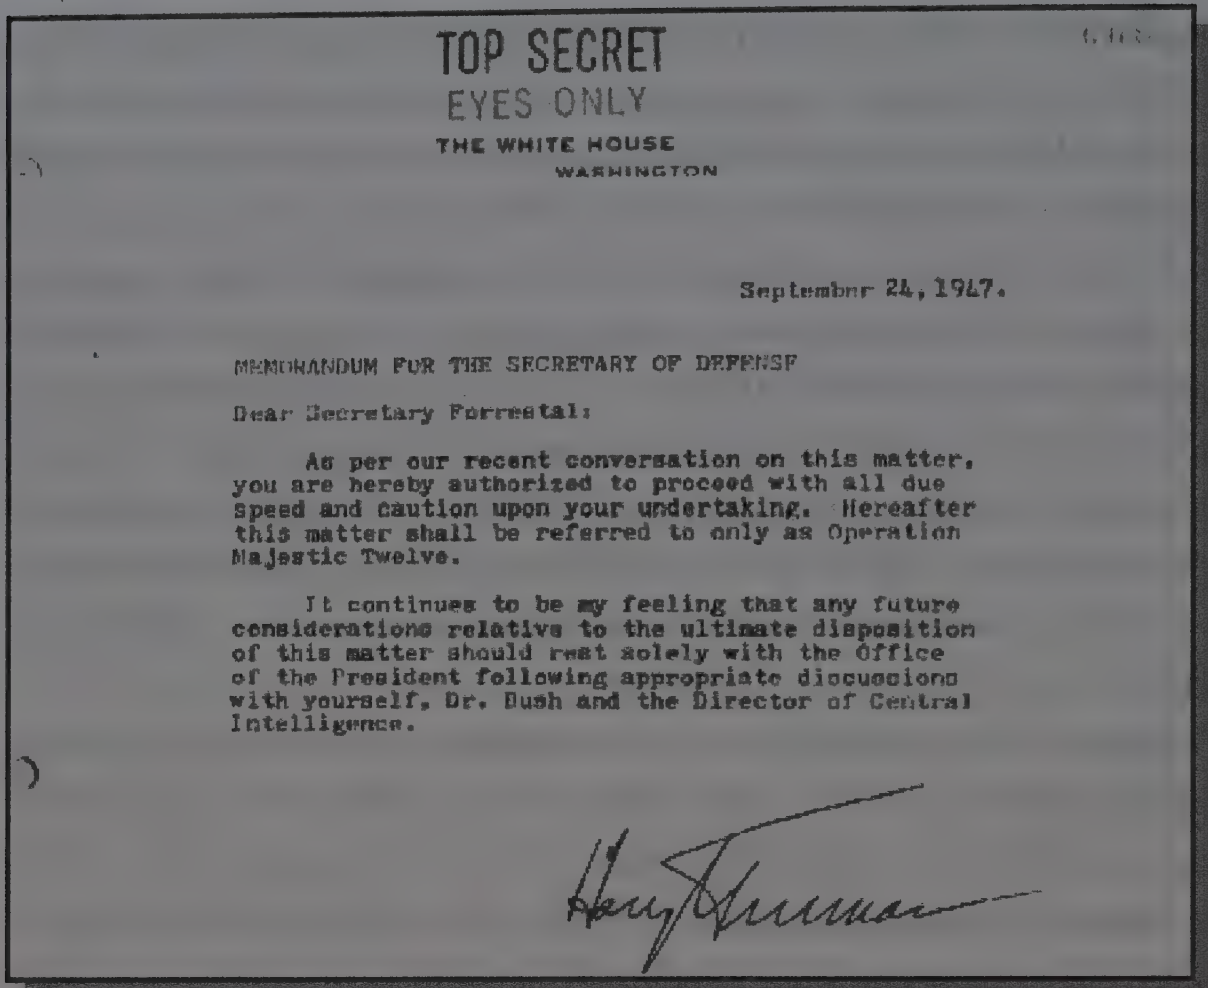 TOP SECRET
EYES ONLY
THE WHITE HOUSE
WASHINGTON
September 24, 1947.
MEMORANDUM FOR THE SECRETARY OF DEFENSE
Dear Secretary Forrestal:
As per our recent conversation on this matter,
you are hereby authorized to proceed with all due
speed and caution upon your undertaking. Hereafter
this matter shall be referred to only as Operation
Majestic Twelve.
It continues to be my feeling that any future
considerations relative to the ultimate disposition
of this matter should rest solely with the Office
of the President following appropriate discussions
with yourself, Dr. Bush and the Director of Central
Intelligence.
Harry Truman